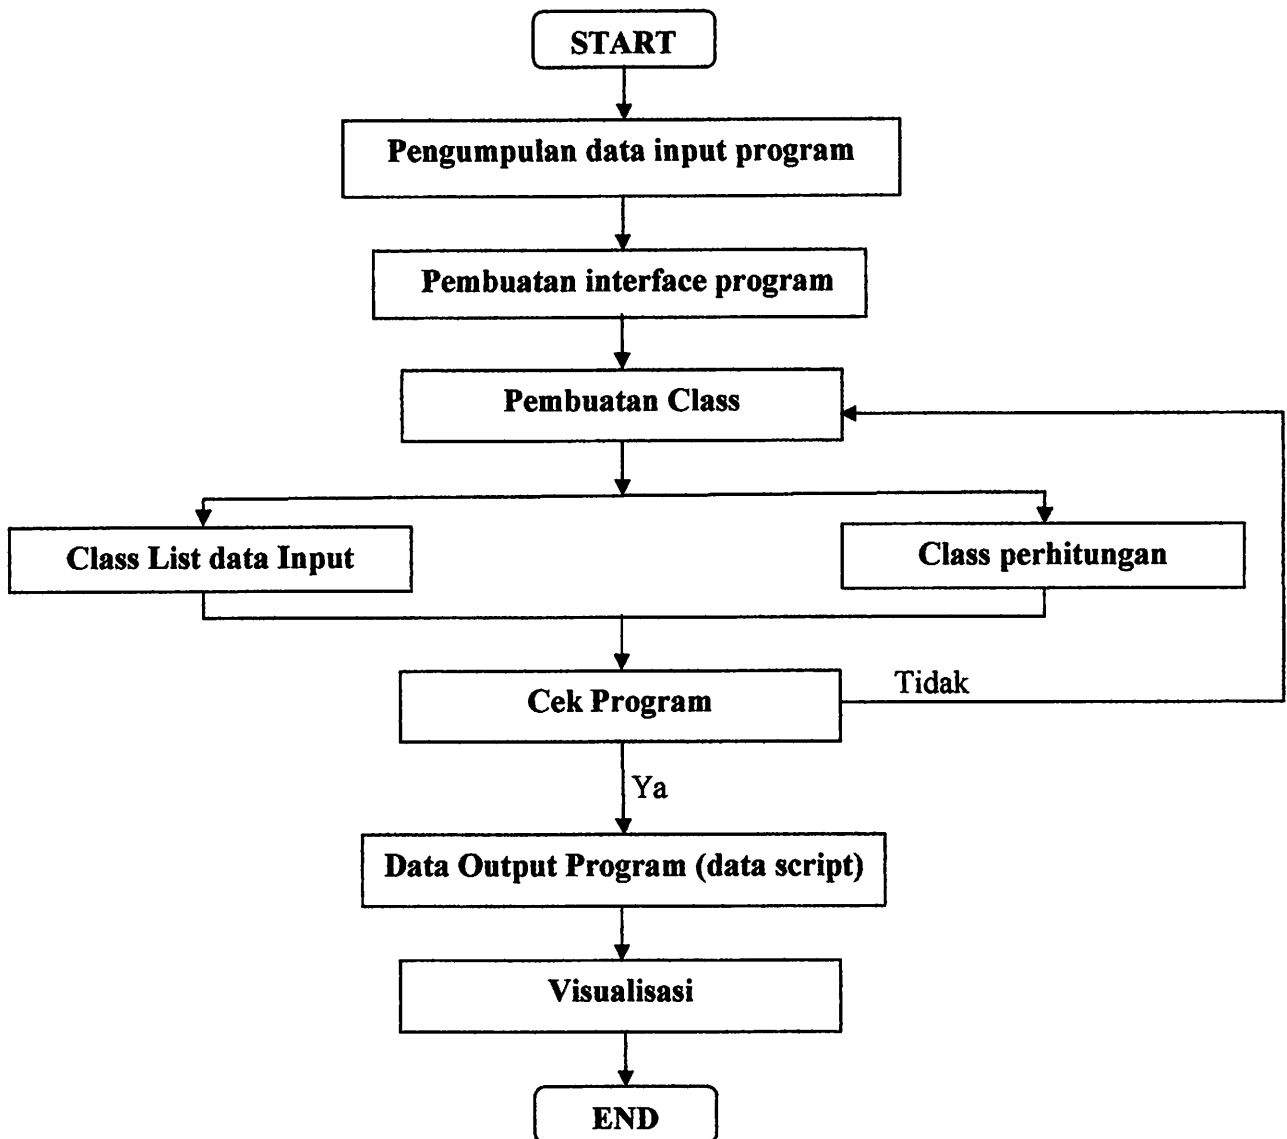 START
Pengumpulan data input program
Pembuatan interface program
Pembuatan Class
Class List data Input
Class perhitungan
Cek Program
Tidak
Ya
Data Output Program (data script)
Visualisasi
END